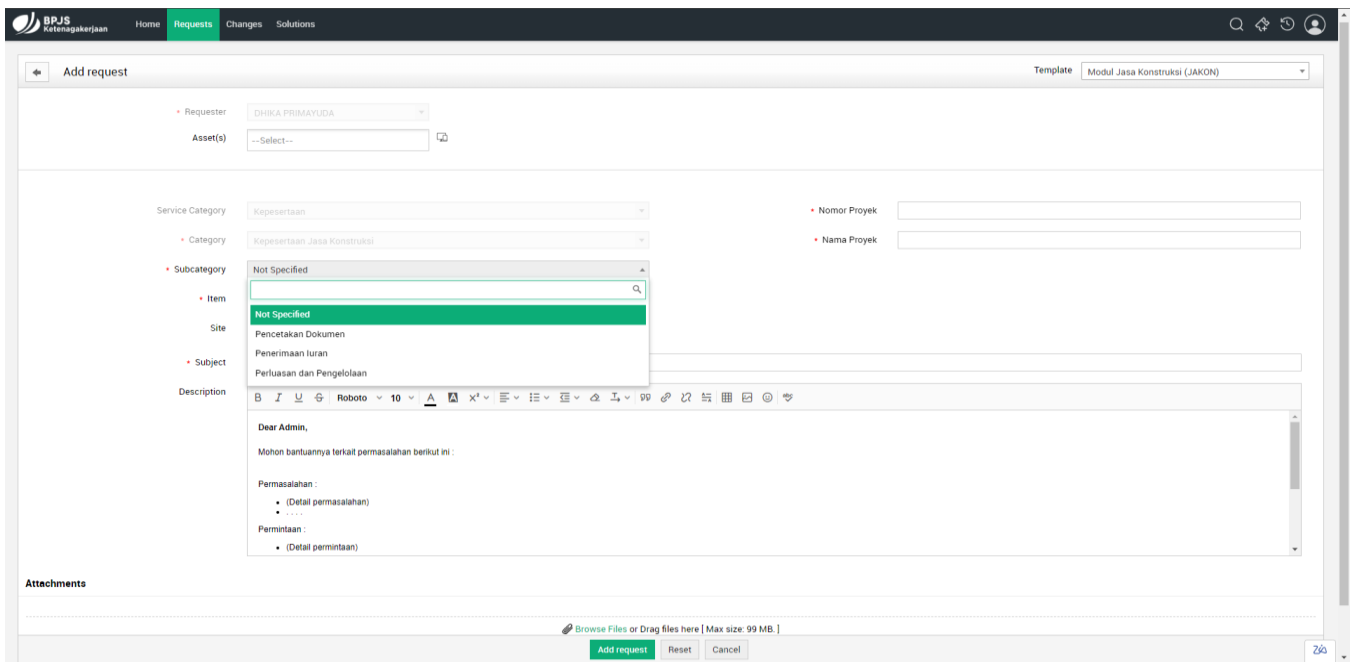 BPJS
Ketenagakerjaan
Home Requests Changes Solutions
Add request
Template Modul Jasa Konstruksi (JAKON)
* Requester DHIKA PRIMAYUDA
Asset(s) --Select--
Service Category Kepesertaan
* Nomor Proyek
* Category Kepesertaan Jasa Konstruksi
* Nama Proyek
* Subcategory Not Specified
* Item
Not Specified
Site
Pencetakan Dokumen
Penerimaan Iuran
* Subject
Perluasan dan Pengelolaan
Description
B I U S Roboto 10 A A X²
Dear Admin,
Mohon bantuannya terkait permasalahan berikut ini :
Permasalahan :
• (Detail permasalahan)
• . . . .
Permintaan :
• (Detail permintaan)
Attachments
Browse Files or Drag files here [ Max size: 99 MB. ]
Add request Reset Cancel